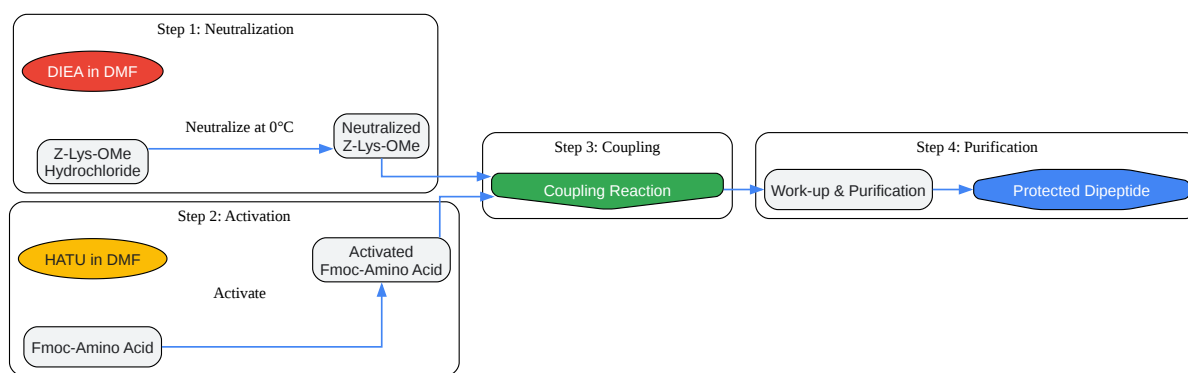 Step 1: Neutralization
DIEA in DMF
Neutralize at 0°C
Z-Lys-OMe
Hydrochloride
Neutralized
Z-Lys-OMe
Step 2: Activation
HATU in DMF
Activate
Fmoc-Amino Acid
Activated
Fmoc-Amino Acid
Step 3: Coupling
Coupling Reaction
Step 4: Purification
Work-up & Purification
Protected Dipeptide